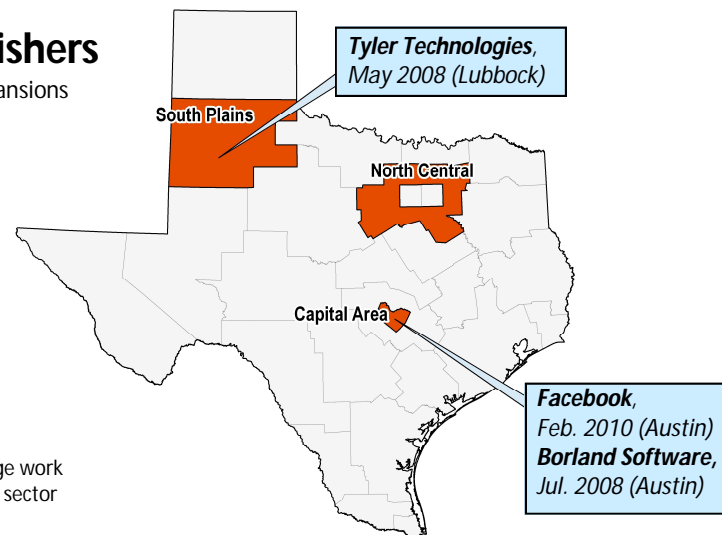 ishers
ansions
Tyler Technologies,
May 2008 (Lubbock)
South Plains
North Central
Capital Area
Facebook,
Feb. 2010 (Austin)
Borland Software,
Jul. 2008 (Austin)
ge work
sector